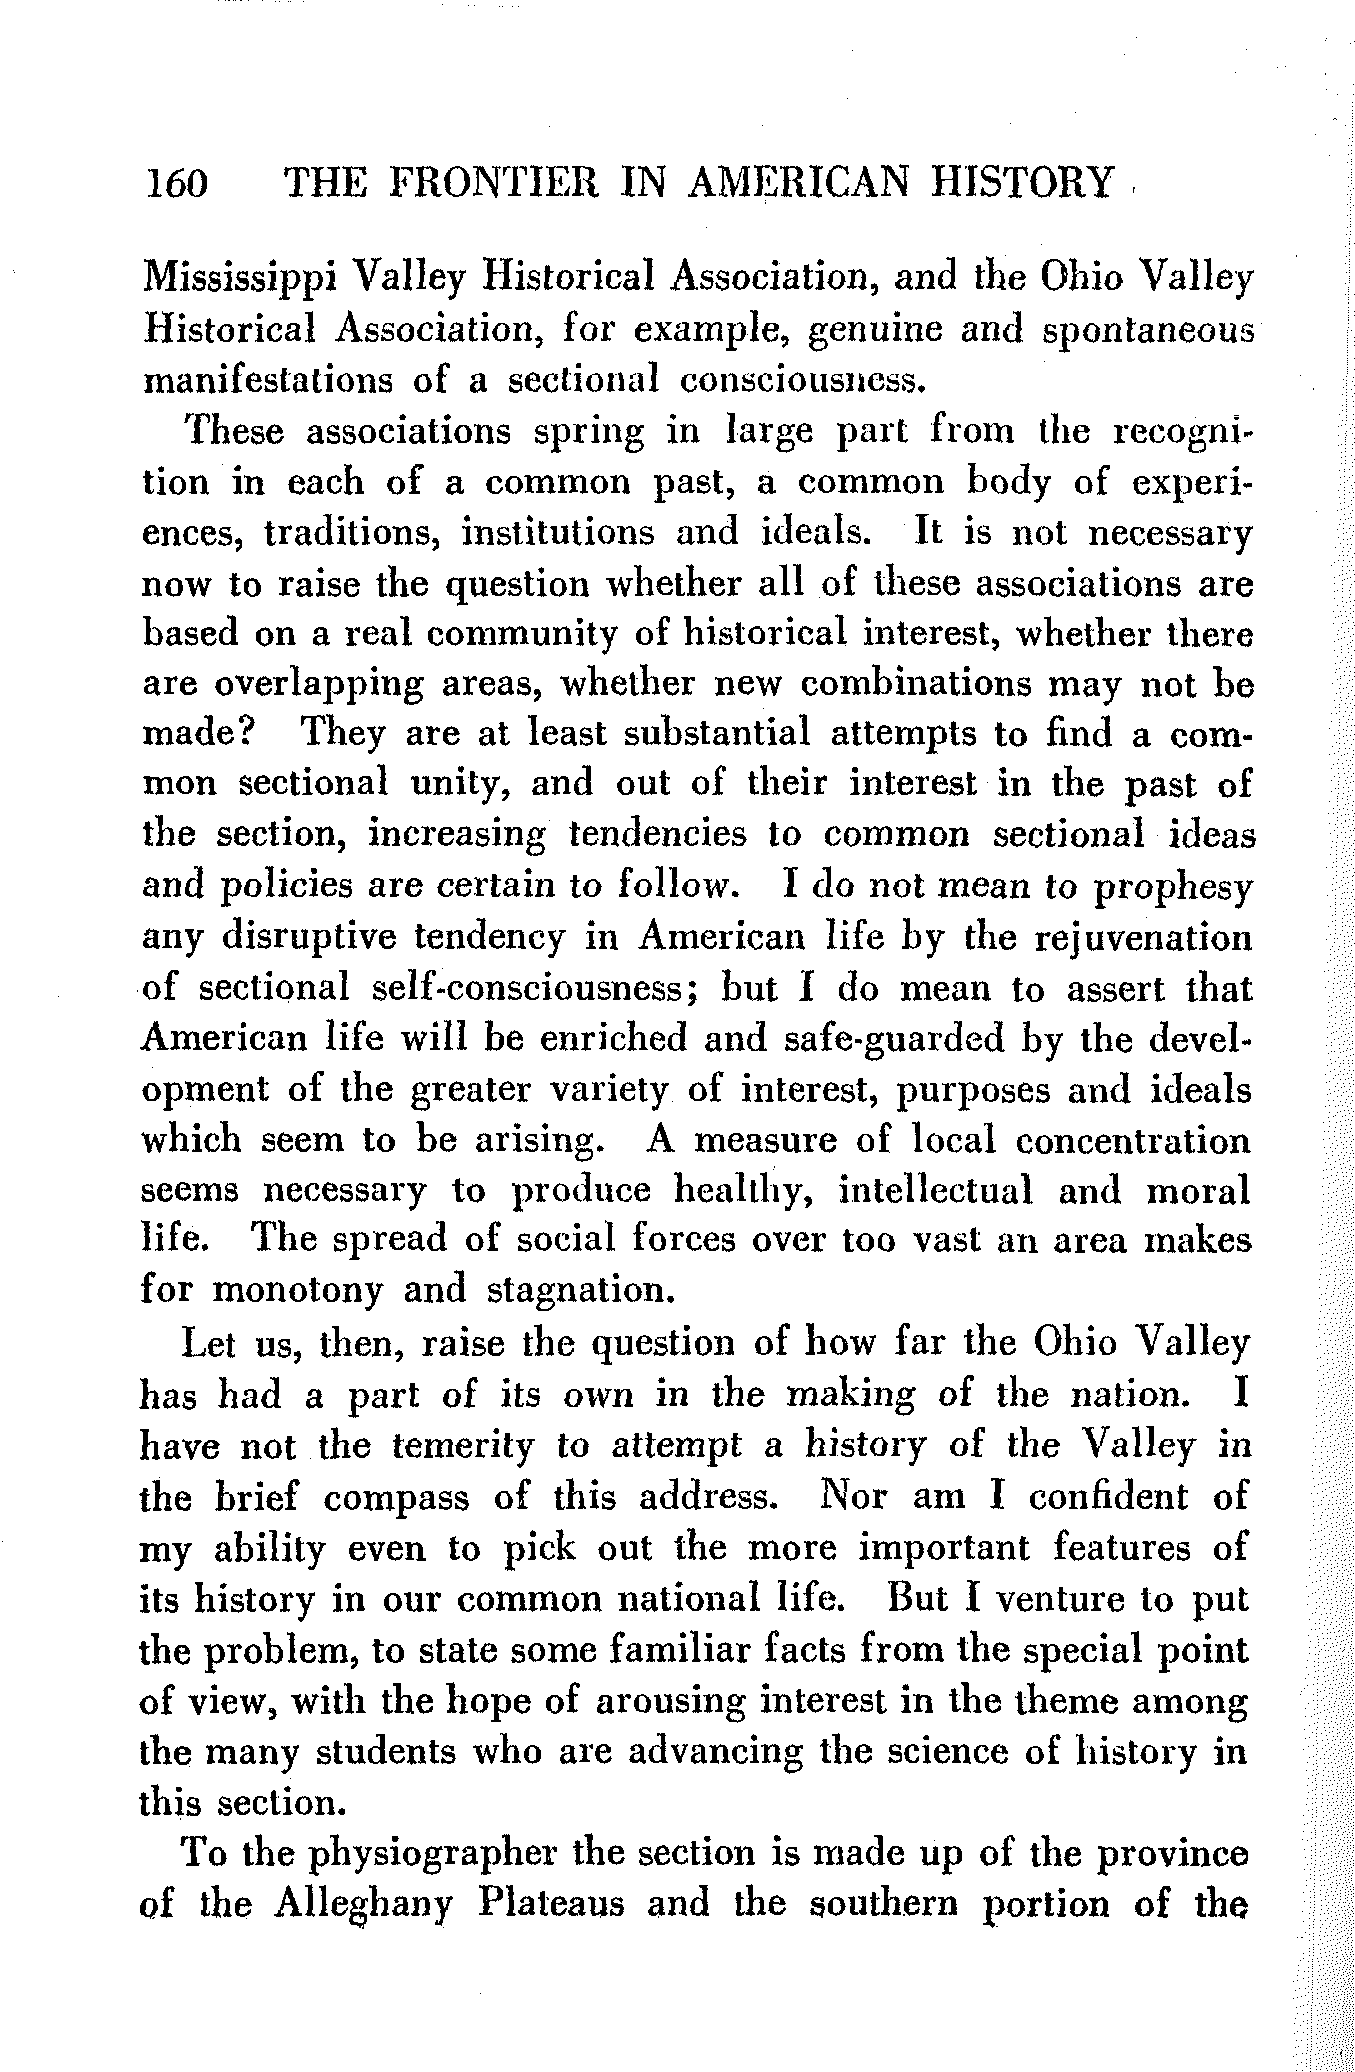 160 THE FRONTIER IN AMERICAN HISTORY
Mississippi Valley Historical Association, and the Ohio Valley
Historical Association, for example, genuine and spontaneous
manifestations of a sectional consciousness.
These associations spring in large part from the recogni-
tion in each of a common past, a common body of experi-
ences, traditions, institutions and ideals. It is not necessary
now to raise the question whether all of these associations are
based on a real community of historical interest, whether there
are overlapping areas, whether new combinations may not be
made? They are at least substantial attempts to find a com-
mon sectional unity, and out of their interest in the past of
the section, increasing tendencies to common sectional ideas
and policies are certain to follow. I do not mean to prophesy
any disruptive tendency in American life by the rejuvenation
of sectional self-consciousness; but I do mean to assert that
American life will be enriched and safe-guarded by the devel-
opment of the greater variety of interest, purposes and ideals
which seem to be arising. A measure of local concentration
seems necessary to produce healthy, intellectual and moral
life. The spread of social forces over too vast an area makes
for monotony and stagnation.
Let us, then, raise the question of how far the Ohio Valley
has had a part of its own in the making of the nation. I
have not the temerity to attempt a history of the Valley in
the brief compass of this address. Nor am I confident of
my ability even to pick out the more important features of
its history in our common national life. But I venture to put
the problem, to state some familiar facts from the special point
of view, with the hope of arousing interest in the theme among
the many students who are advancing the science of history in
this section.
To the physiographer the section is made up of the province
of the Alleghany Plateaus and the southern portion of the